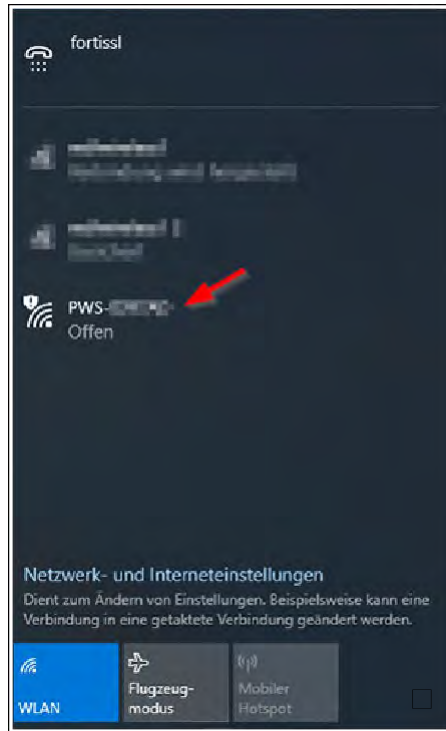 fortissl
PWS-
Offen
Netzwerk- und Interneteinstellungen
Dient zum Ändern von Einstellungen. Beispielsweise kann eine
Verbindung in eine getaktete Verbindung geändert werden.
WLAN
Flugzeug-
modus
Mobiler
Hotspot